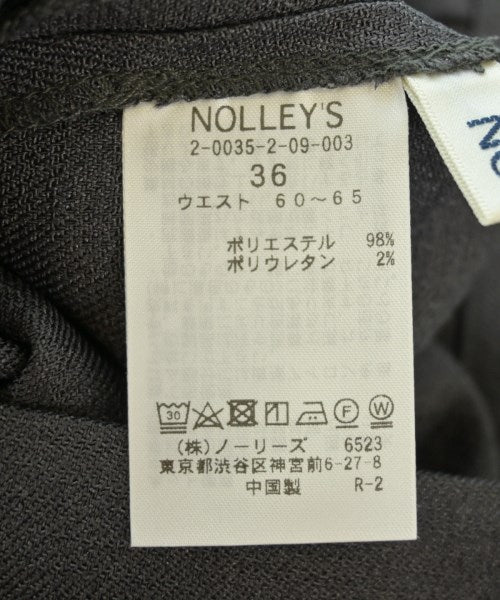 NOLLEY'S
2-0035-2-09-003
36
ウエスト 60～65
ポリエステル 98%
ポリウレタン 2%
30 F W
(株)ノーリーズ 6523
東京都渋谷区神宮前6-27-8
中国製 R-2